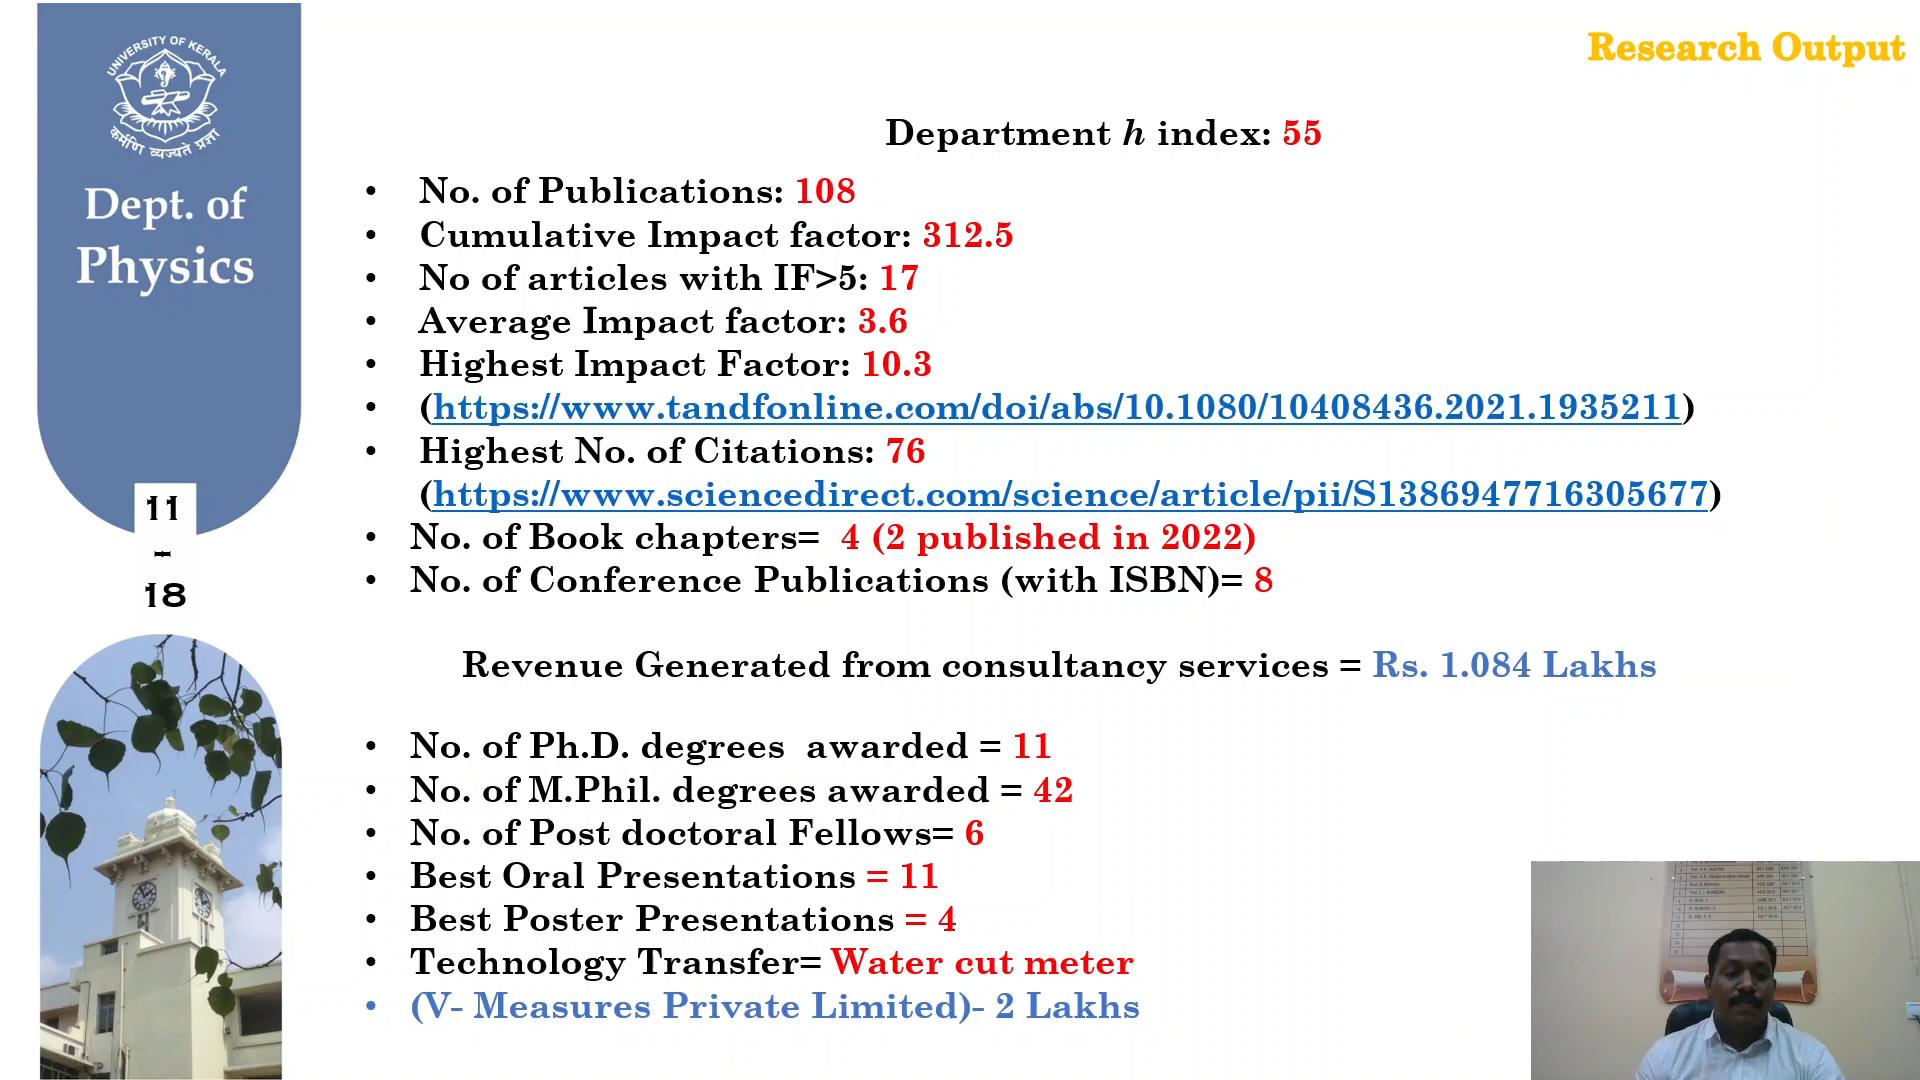 UNIVERSITY OF KERALA
कर्मणि व्यज्यते प्रज्ञा
Dept. of
Physics
11
–
18
Research Output
Department h index: 55
• No. of Publications: 108
• Cumulative Impact factor: 312.5
• No of articles with IF>5: 17
• Average Impact factor: 3.6
• Highest Impact Factor: 10.3
• (https://www.tandfonline.com/doi/abs/10.1080/10408436.2021.1935211)
• Highest No. of Citations: 76
(https://www.sciencedirect.com/science/article/pii/S1386947716305677)
• No. of Book chapters= 4 (2 published in 2022)
• No. of Conference Publications (with ISBN)= 8
Revenue Generated from consultancy services = Rs. 1.084 Lakhs
• No. of Ph.D. degrees awarded = 11
• No. of M.Phil. degrees awarded = 42
• No. of Post doctoral Fellows= 6
• Best Oral Presentations = 11
• Best Poster Presentations = 4
• Technology Transfer= Water cut meter
• (V- Measures Private Limited)- 2 Lakhs